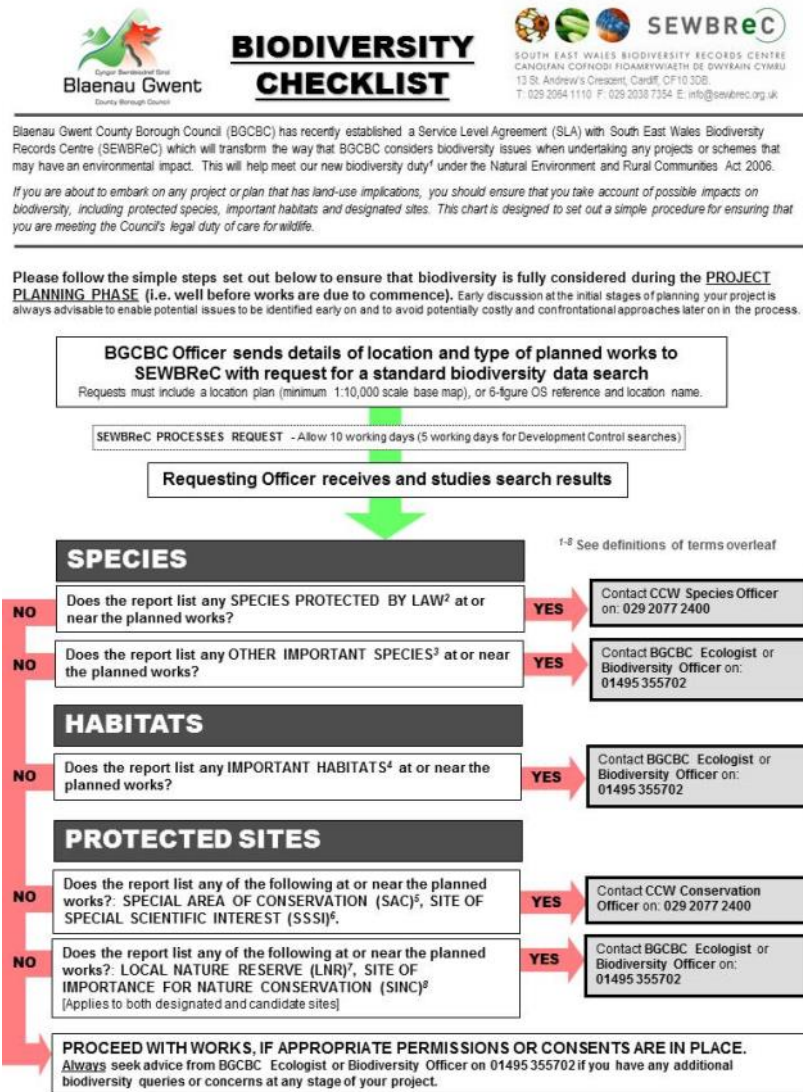 Cyngor Bwrdeisdref Sirol
Blaenau Gwent
County Borough Council
BIODIVERSITY
CHECKLIST
SEWBReC
SOUTH EAST WALES BIODIVERSITY RECORDS CENTRE
CANOLFAN COFNODI FIOAMRYWIAETH DE DWYRAIN CYMRU
13 St. Andrew's Crescent, Cardiff, CF10 3DB.
T: 029 2064 1110 F: 029 2038 7354 E: info@sewbrec.org.uk
Blaenau Gwent County Borough Council (BGCBC) has recently established a Service Level Agreement (SLA) with South East Wales Biodiversity
Records Centre (SEWBReC) which will transform the way that BGCBC considers biodiversity issues when undertaking any projects or schemes that
may have an environmental impact. This will help meet our new biodiversity duty¹ under the Natural Environment and Rural Communities Act 2006.
If you are about to embark on any project or plan that has land-use implications, you should ensure that you take account of possible impacts on
biodiversity, including protected species, important habitats and designated sites. This chart is designed to set out a simple procedure for ensuring that
you are meeting the Council's legal duty of care for wildlife.
Please follow the simple steps set out below to ensure that biodiversity is fully considered during the PROJECT
PLANNING PHASE (i.e. well before works are due to commence). Early discussion at the initial stages of planning your project is
always advisable to enable potential issues to be identified early on and to avoid potentially costly and confrontational approaches later on in the process.
BGCBC Officer sends details of location and type of planned works to
SEWBReC with request for a standard biodiversity data search
Requests must include a location plan (minimum 1:10,000 scale base map), or 6-figure OS reference and location name.
SEWBReC PROCESSES REQUEST - Allow 10 working days (5 working days for Development Control searches)
Requesting Officer receives and studies search results
1-8 See definitions of terms overleaf
SPECIES
NO
Does the report list any SPECIES PROTECTED BY LAW² at or
near the planned works?
YES
Contact CCW Species Officer
on: 029 2077 2400
NO
Does the report list any OTHER IMPORTANT SPECIES³ at or near
the planned works?
YES
Contact BGCBC Ecologist or
Biodiversity Officer on:
01495 355702
HABITATS
NO
Does the report list any IMPORTANT HABITATS⁴ at or near the
planned works?
YES
Contact BGCBC Ecologist or
Biodiversity Officer on:
01495 355702
PROTECTED SITES
NO
Does the report list any of the following at or near the planned
works?: SPECIAL AREA OF CONSERVATION (SAC)⁵, SITE OF
SPECIAL SCIENTIFIC INTEREST (SSSI)⁶.
YES
Contact CCW Conservation
Officer on: 029 2077 2400
NO
Does the report list any of the following at or near the planned
works?: LOCAL NATURE RESERVE (LNR)⁷, SITE OF
IMPORTANCE FOR NATURE CONSERVATION (SINC)⁸
[Applies to both designated and candidate sites]
YES
Contact BGCBC Ecologist or
Biodiversity Officer on:
01495 355702
PROCEED WITH WORKS, IF APPROPRIATE PERMISSIONS OR CONSENTS ARE IN PLACE.
Always seek advice from BGCBC Ecologist or Biodiversity Officer on 01495 355702 if you have any additional
biodiversity queries or concerns at any stage of your project.